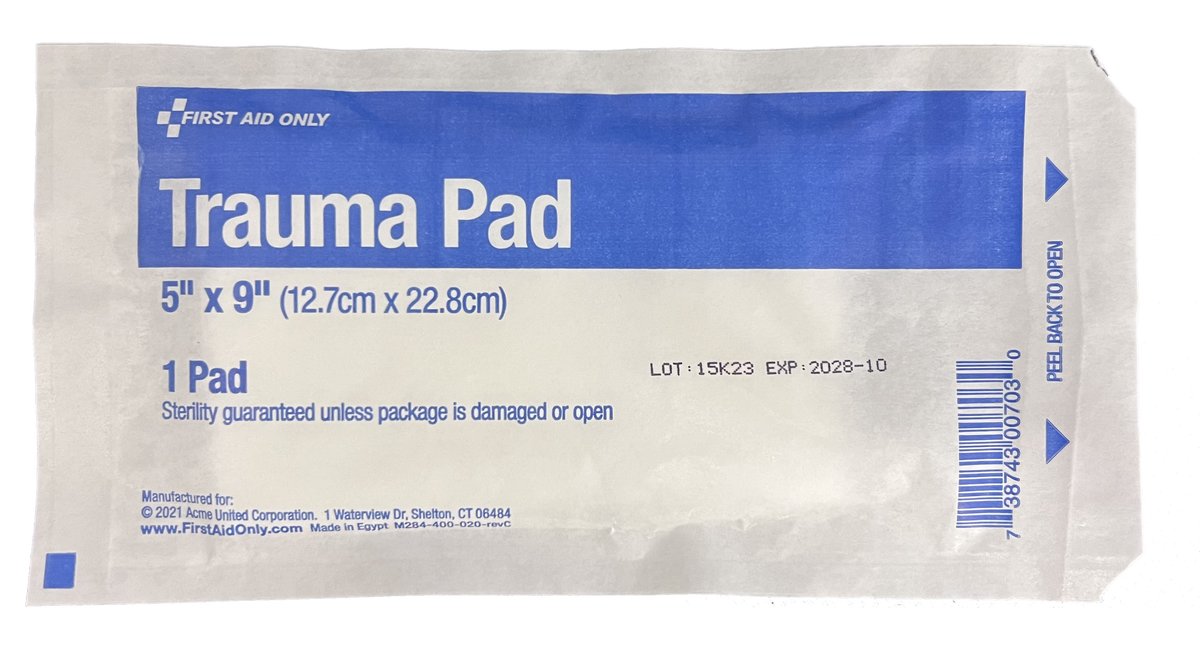 FIRST AID ONLY
Trauma Pad
5" x 9" (12.7cm x 22.8cm)
1 Pad
Sterility guaranteed unless package is damaged or open
LOT:15K23 EXP:2028-10
Manufactured for:
© 2021 Acme United Corporation. 1 Waterview Dr, Shelton, CT 06484
www.FirstAidOnly.com Made in Egypt M284-400-020-revC
7 38743 00703 0
PEEL BACK TO OPEN